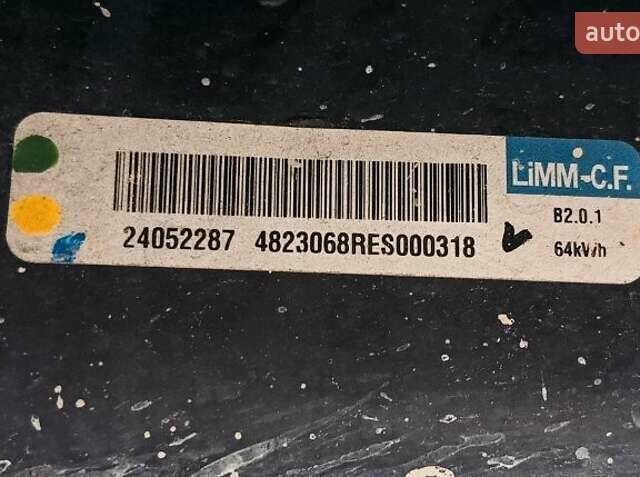 auto
LiMM-C.F.
B2.0.1
24052287 4823068RES000318
64kWh